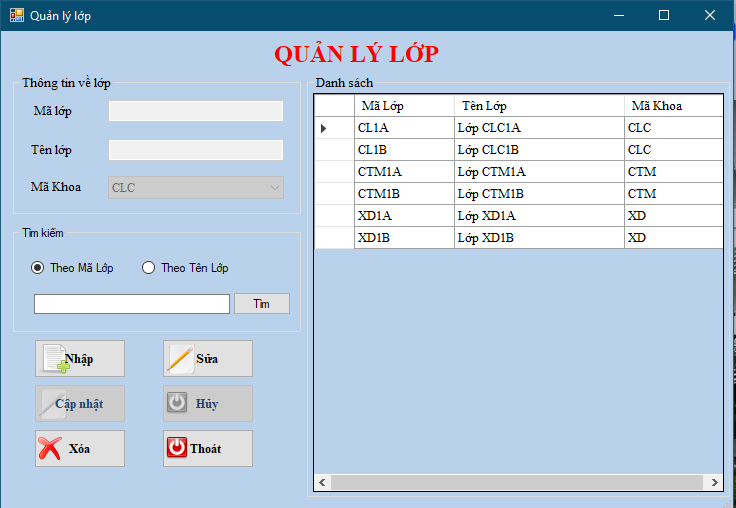 Quản lý lớp
QUẢN LÝ LỚP
Thông tin về lớp
Mã lớp
Tên lớp
Mã Khoa
CLC
Tìm kiếm
Theo Mã Lớp
Theo Tên Lớp
Tìm
Nhập
Sửa
Cập nhật
Hủy
Xóa
Thoát
Danh sách
Mã Lớp Tên Lớp Mã Khoa
CL1A Lớp CLC1A CLC
CL1B Lớp CLC1B CLC
CTM1A Lớp CTM1A CTM
CTM1B Lớp CTM1B CTM
XD1A Lớp XD1A XD
XD1B Lớp XD1B XD